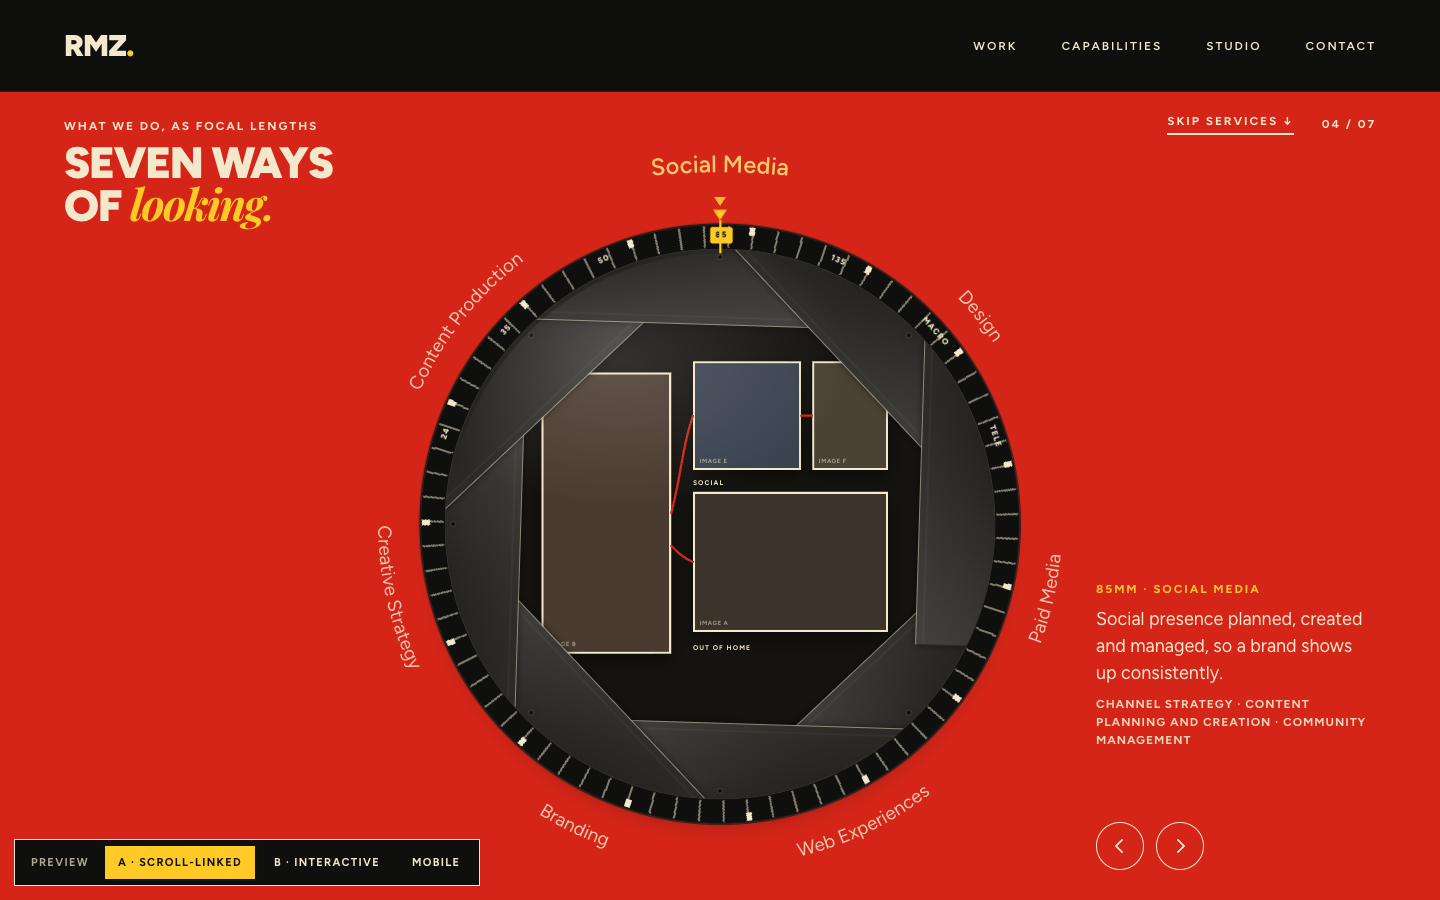 RMZ.
WORK
CAPABILITIES
STUDIO
CONTACT
WHAT WE DO, AS FOCAL LENGTHS
SEVEN WAYS
OF looking.
SKIP SERVICES ↓
04 / 07
Social Media
85
50
135
Content Production
Design
35
MACRO
24
TELE
IMAGE E
IMAGE F
SOCIAL
Creative Strategy
Paid Media
IMAGE A
GE B
OUT OF HOME
85MM · SOCIAL MEDIA
Social presence planned, created
and managed, so a brand shows
up consistently.
CHANNEL STRATEGY · CONTENT
PLANNING AND CREATION · COMMUNITY
MANAGEMENT
Branding
Web Experiences
PREVIEW
A · SCROLL-LINKED
B · INTERACTIVE
MOBILE